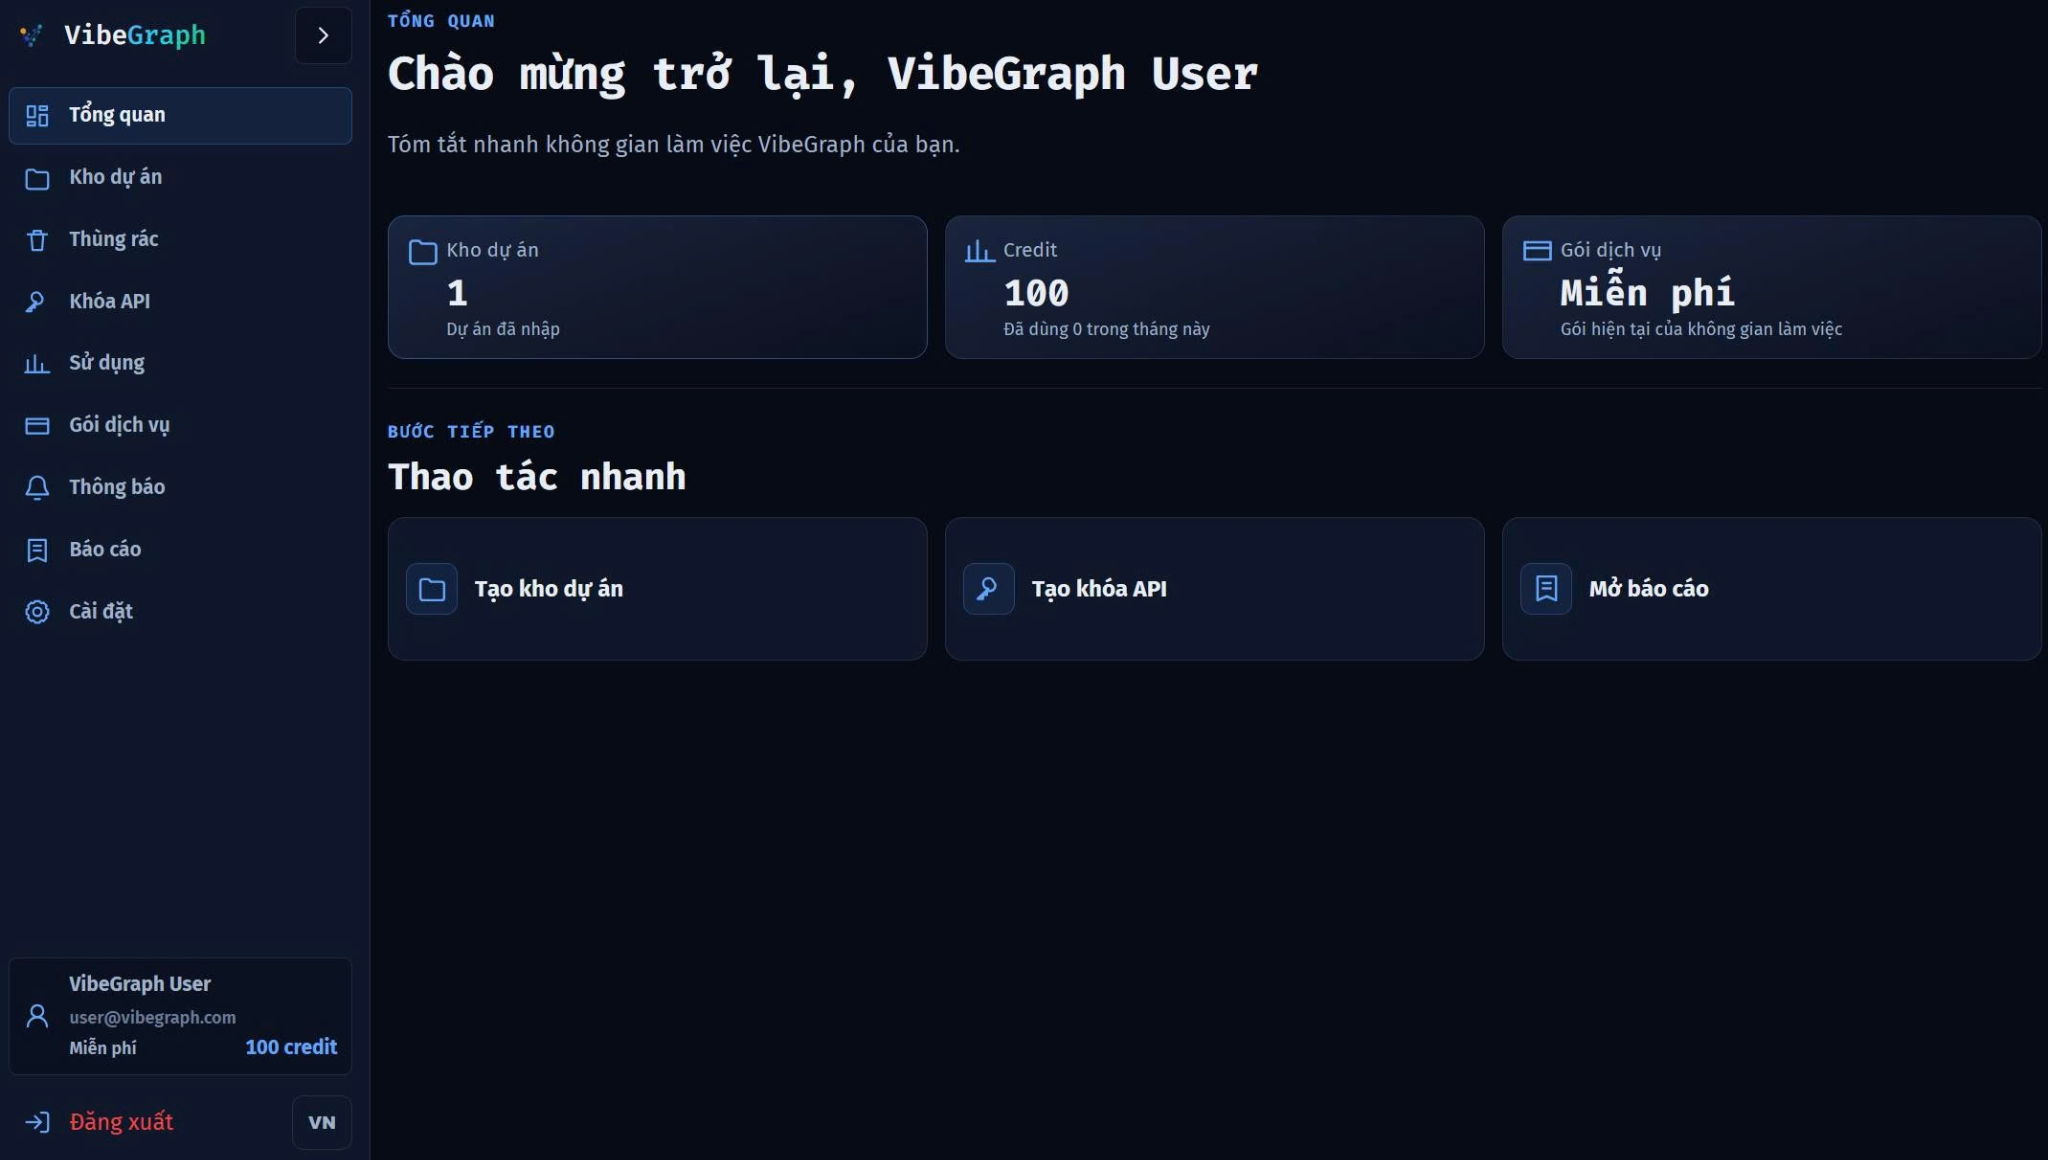 VibeGraph
Tổng quan
Kho dự án
Thùng rác
Khóa API
Sử dụng
Gói dịch vụ
Thông báo
Báo cáo
Cài đặt
VibeGraph User
user@vibegraph.com
Miễn phí 100 credit
Đăng xuất VN
TỔNG QUAN
Chào mừng trở lại, VibeGraph User
Tóm tắt nhanh không gian làm việc VibeGraph của bạn.
Kho dự án
1
Dự án đã nhập
Credit
100
Đã dùng 0 trong tháng này
Gói dịch vụ
Miễn phí
Gói hiện tại của không gian làm việc
BƯỚC TIẾP THEO
Thao tác nhanh
Tạo kho dự án
Tạo khóa API
Mở báo cáo